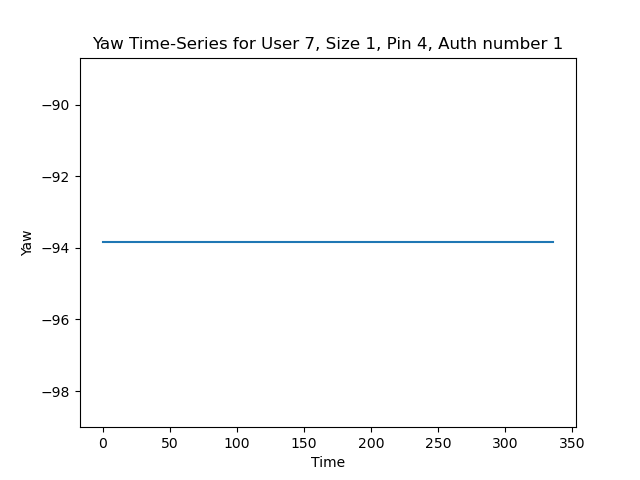 Yaw Time-Series for User 7, Size 1, Pin 4, Auth number 1
−90
−92
−94
−96
−98
Yaw
0 50 100 150 200 250 300 350
Time